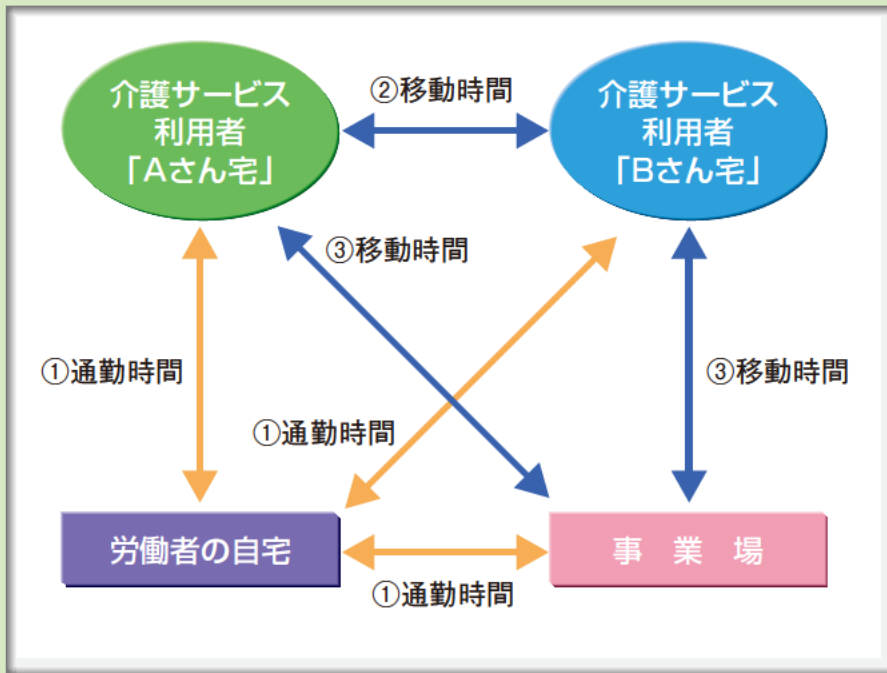 介護サービス
利用者
「Aさん宅」
②移動時間
介護サービス
利用者
「Bさん宅」
③移動時間
①通勤時間
③移動時間
①通勤時間
労働者の自宅
事 業 場
①通勤時間